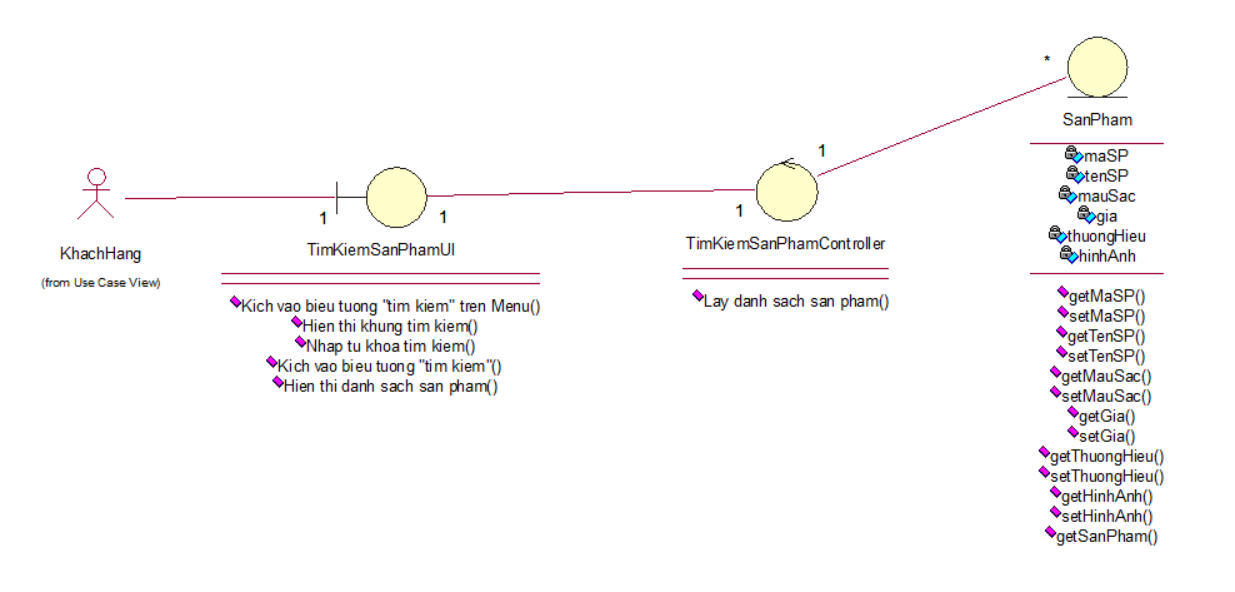 KhachHang
(from Use Case View)
1
TimKiemSanPhamUI
1
Kich vao bieu tuong "tim kiem" tren Menu()
Hien thi khung tim kiem()
Nhap tu khoa tim kiem()
Kich vao bieu tuong "tim kiem"()
Hien thi danh sach san pham()
1
TimKiemSanPhamController
1
Lay danh sach san pham()
*
SanPham
maSP
tenSP
mauSac
gia
thuongHieu
hinhAnh
getMaSP()
setMaSP()
getTenSP()
setTenSP()
getMauSac()
setMauSac()
getGia()
setGia()
getThuongHieu()
setThuongHieu()
getHinhAnh()
setHinhAnh()
getSanPham()